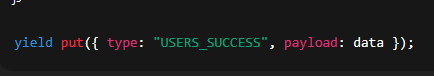 yield put({ type: "USERS_SUCCESS", payload: data });